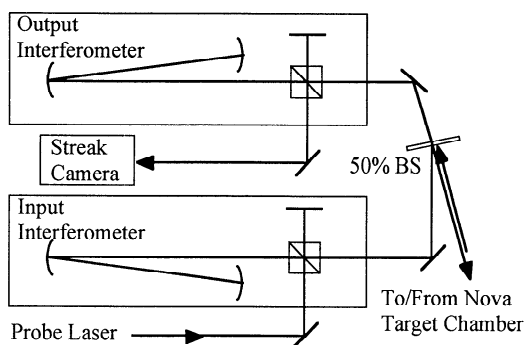 Output
Interferometer
Streak
Camera
50% BS
Input
Interferometer
To/From Nova
Target Chamber
Probe Laser